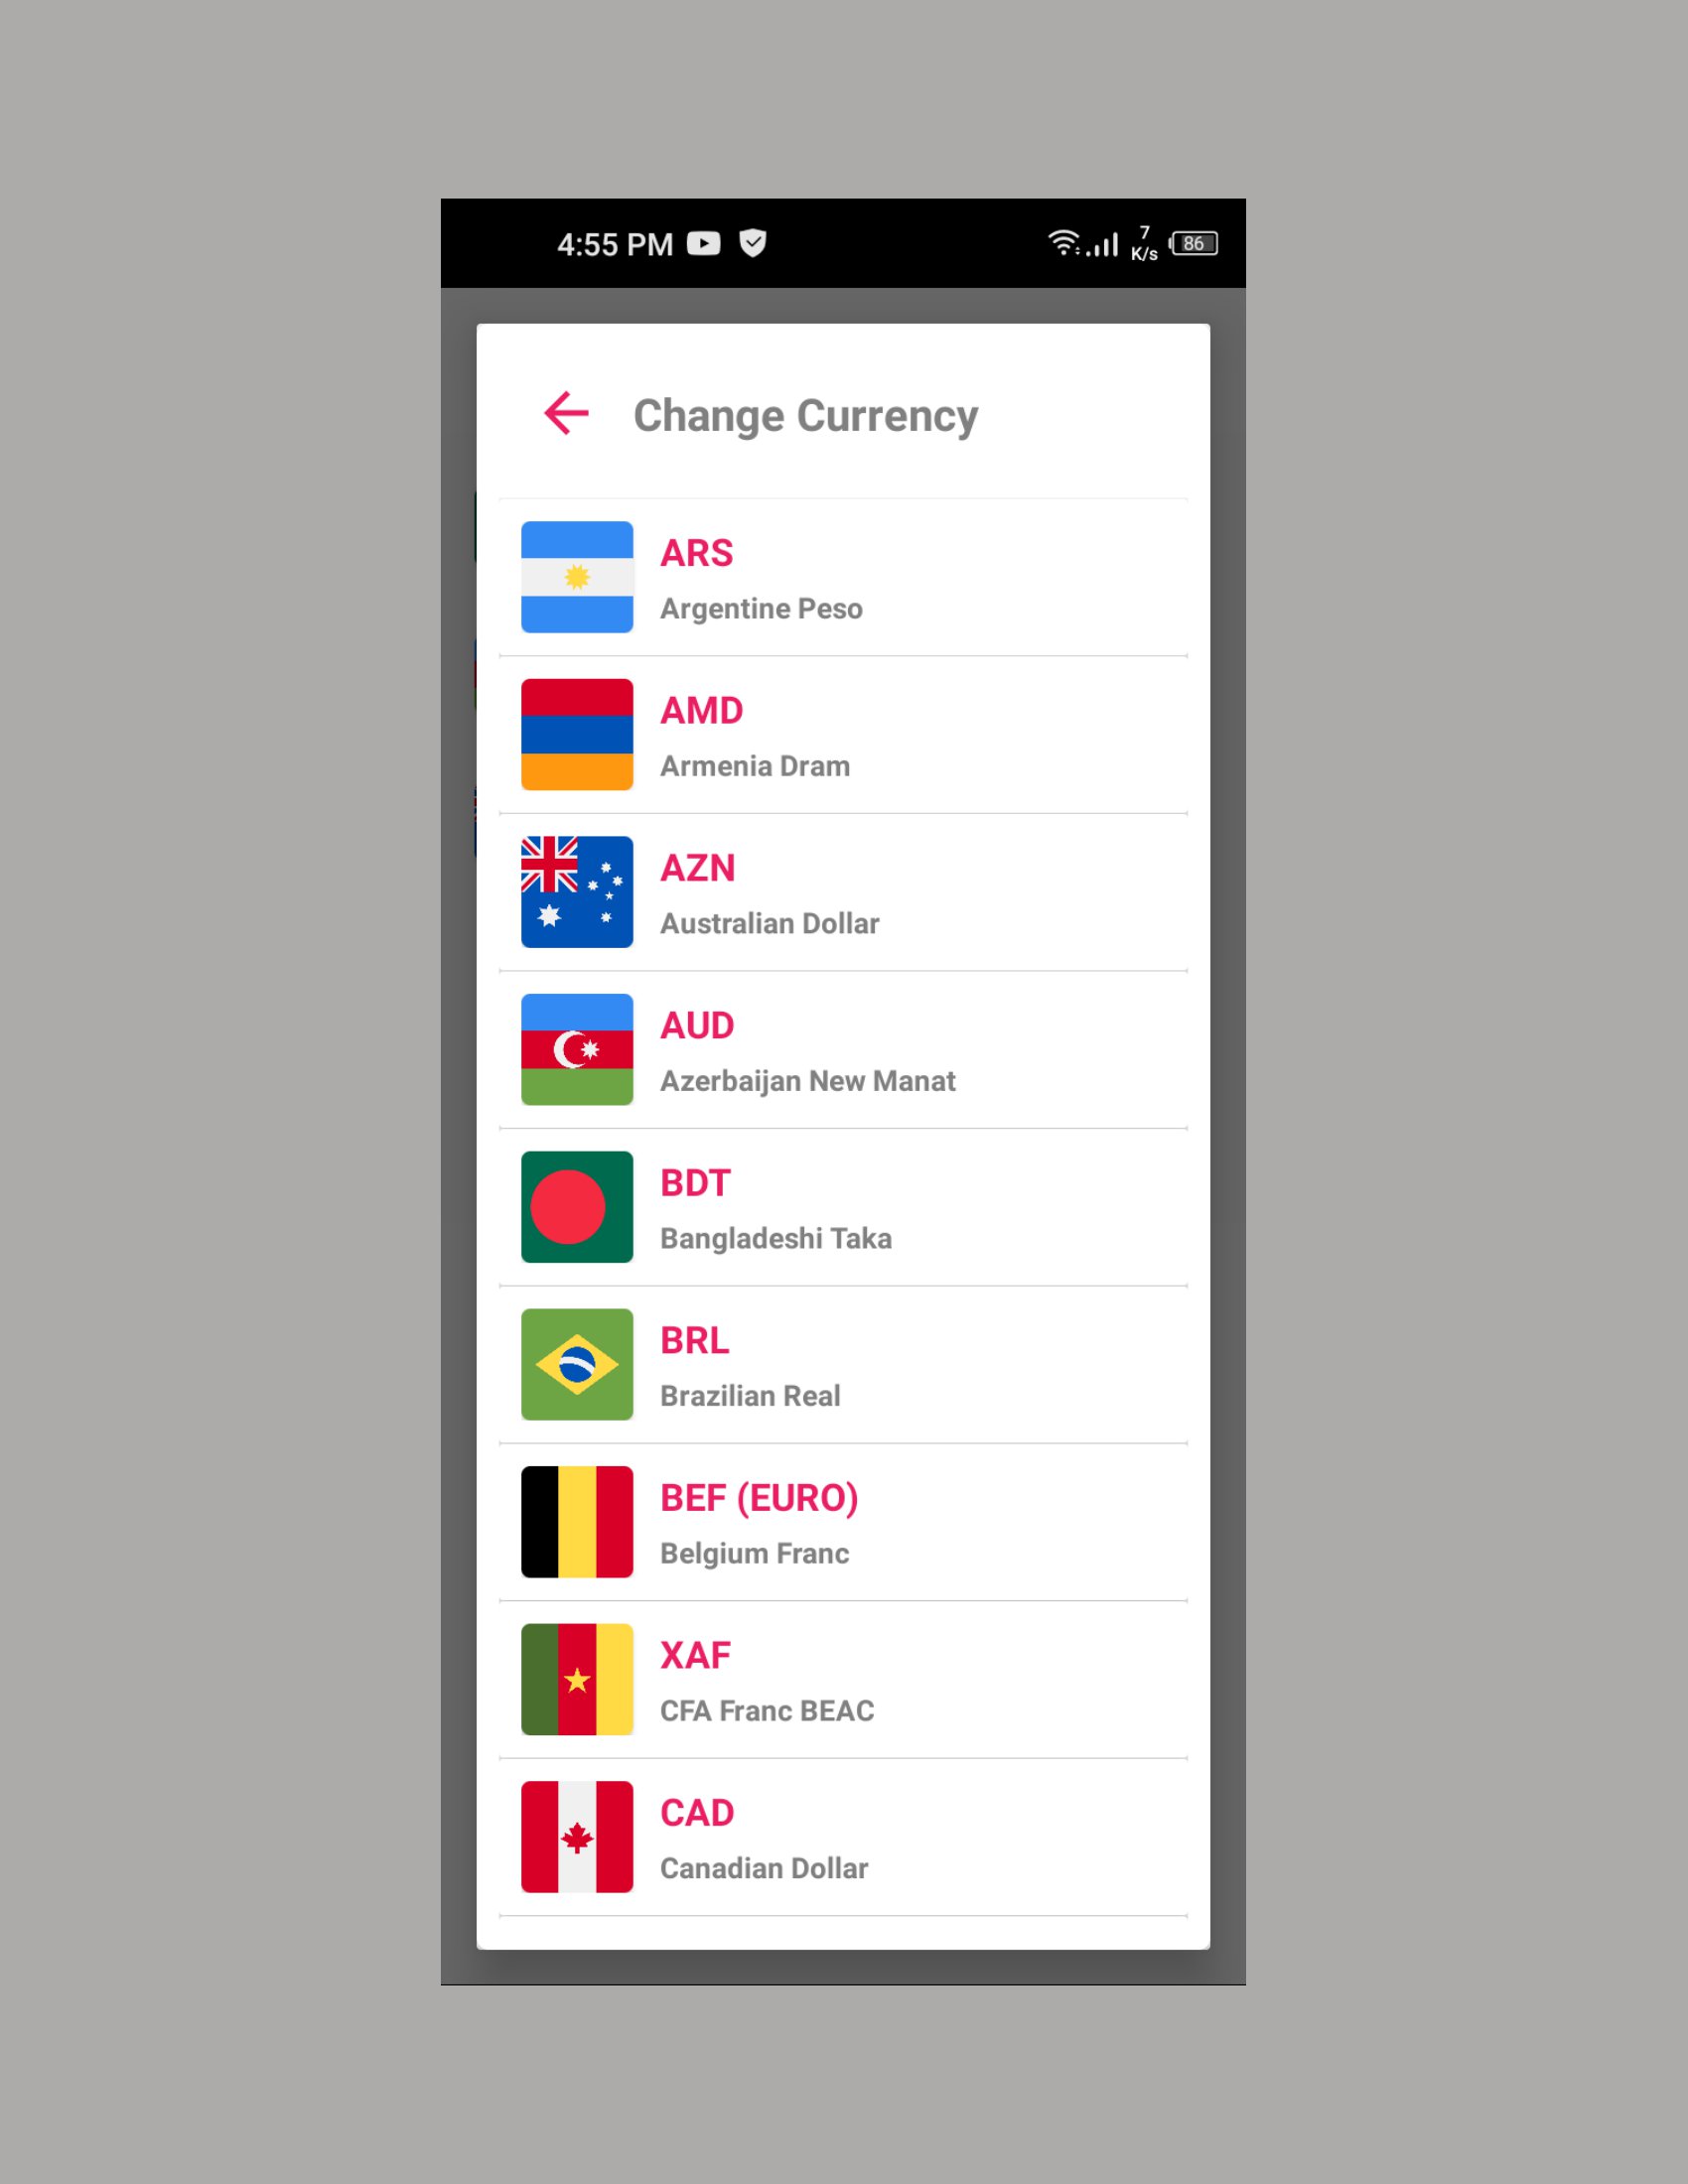 4:55 PM
7
K/s
86
Change Currency
ARS
Argentine Peso
AMD
Armenia Dram
AZN
Australian Dollar
AUD
Azerbaijan New Manat
BDT
Bangladeshi Taka
BRL
Brazilian Real
BEF (EURO)
Belgium Franc
XAF
CFA Franc BEAC
CAD
Canadian Dollar